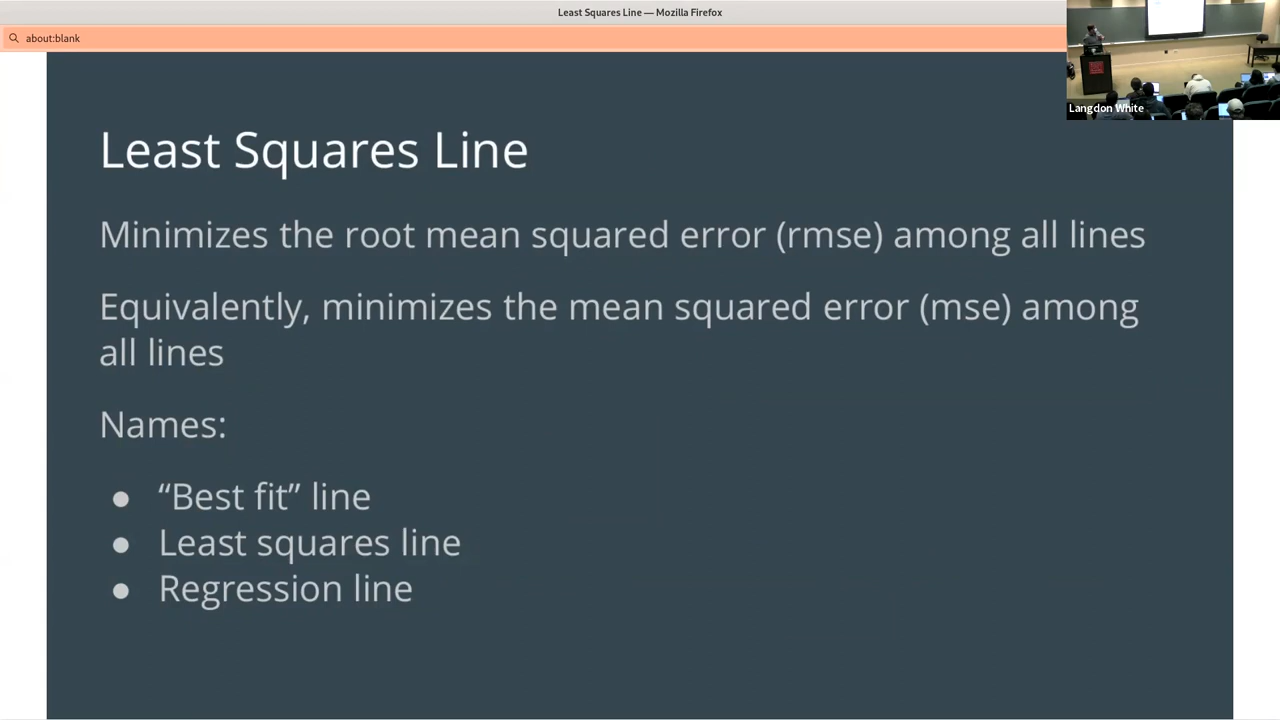 Least Squares Line — Mozilla Firefox
about:blank
Langdon White
Least Squares Line
Minimizes the root mean squared error (rmse) among all lines
Equivalently, minimizes the mean squared error (mse) among
all lines
Names:
● “Best fit” line
● Least squares line
● Regression line